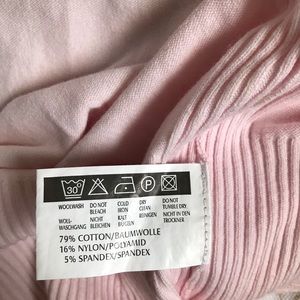 30°
P
WOOLWASH DO NOT BLEACH COLD IRON DRY CLEAN DO NOT TUMBLE DRY
WOLL-WASCHGANG NICHT BLEICHEN KALT BÜGELN REINIGEN NICHT IN DEN TROCKNER
79% COTTON/BAUMWOLLE
16% NYLON/POLYAMID
5% SPANDEX/SPANDEX